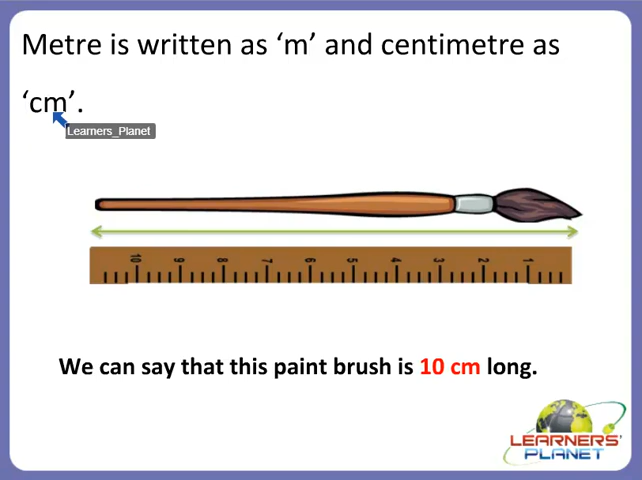 Metre is written as ‘m’ and centimetre as
‘cm’.
Learners_Planet
10 9 8 7 6 5 4 3 2 1
We can say that this paint brush is 10 cm long.
LEARNERS'
PLANET